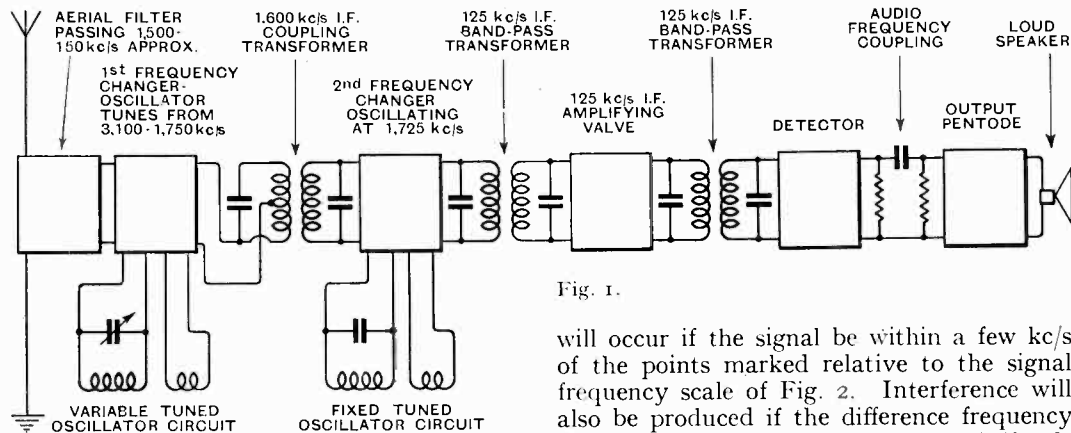 AERIAL FILTER
PASSING 1,500-
150 kc/s APPROX.
1st FREQUENCY
CHANGER-
OSCILLATOR
TUNES FROM
3,100-1,750 kc/s
1,600 kc/s I.F.
COUPLING
TRANSFORMER
2nd FREQUENCY
CHANGER
OSCILLATING
AT 1,725 kc/s
125 kc/s I.F.
BAND-PASS
TRANSFORMER
125 kc/s I.F.
AMPLIFYING
VALVE
125 kc/s I.F.
BAND-PASS
TRANSFORMER
DETECTOR
AUDIO
FREQUENCY
COUPLING
OUTPUT
PENTODE
LOUD
SPEAKER
VARIABLE TUNED
OSCILLATOR CIRCUIT
FIXED TUNED
OSCILLATOR CIRCUIT
Fig. 1.
will occur if the signal be within a few kc/s
of the points marked relative to the signal
frequency scale of Fig. 2. Interference will
also be produced if the difference frequency